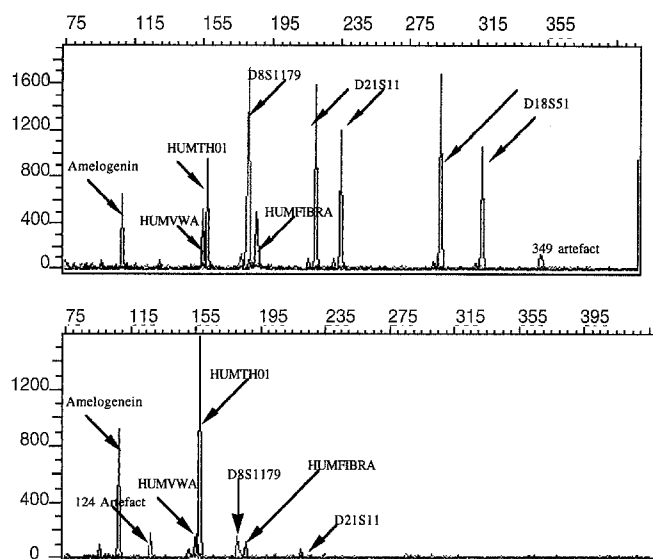 75 115 155 195 235 275 315 355
1600
1200
800
400
0
D8S1179
D21S11
D18S51
HUMTH01
Amelogenin
HUMVWA
HUMFIBRA
349 artefact
75 115 155 195 235 275 315 355 395
1200
800
400
0
HUMTH01
Amelogenein
124 Artefact
HUMVWA
D8S1179
HUMFIBRA
D21S11